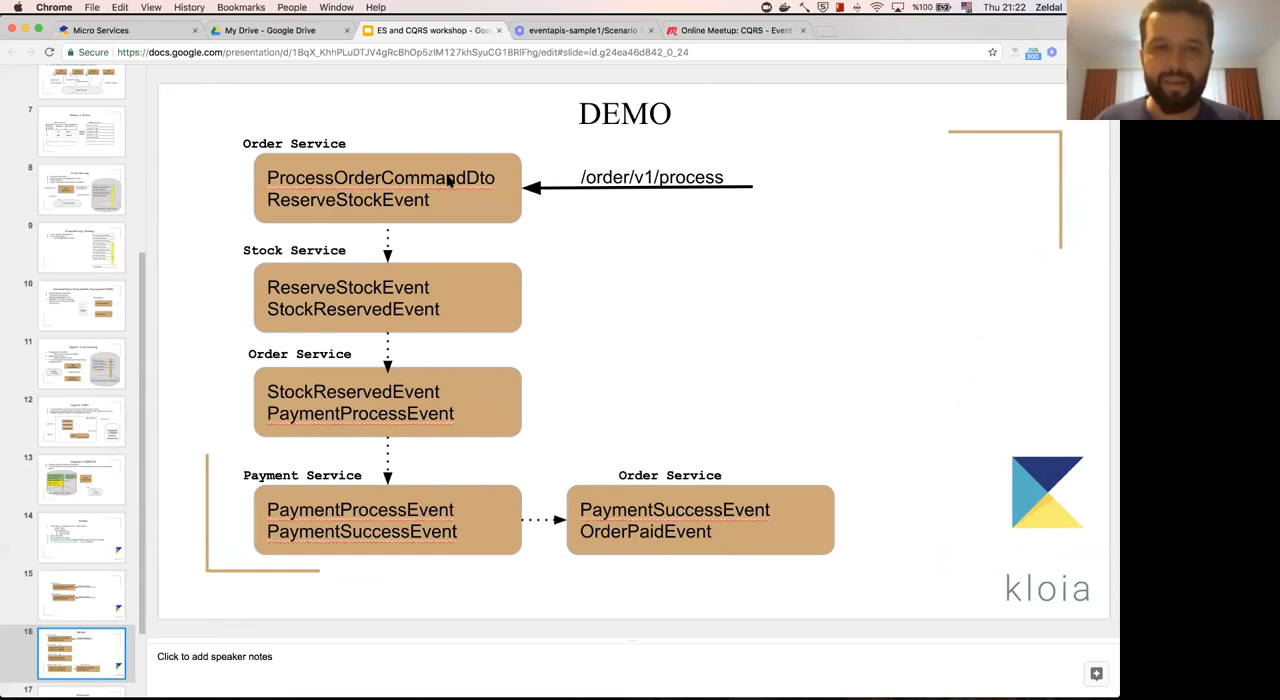 Chrome File Edit View History Bookmarks People Window Help %100 Thu 21:22 Zeldal
Micro Services
My Drive - Google Drive
ES and CQRS workshop - Goo
eventapis-sample1/Scenario
Online Meetup: CQRS - Event
Secure https://docs.google.com/presentation/d/1BqX_KhhPLuDTJV4gRcBhOp5zIM127khSyuCG18RIFhg/edit#slide=id.g24ea46d842_0_24
300
7
8
9
10
11
12
13
14
15
16
17
DEMO
Order Service
ProcessOrderCommandDto
ReserveStockEvent
/order/v1/process
Stock Service
ReserveStockEvent
StockReservedEvent
Order Service
StockReservedEvent
PaymentProcessEvent
Payment Service
PaymentProcessEvent
PaymentSuccessEvent
Order Service
PaymentSuccessEvent
OrderPaidEvent
kloia
Click to add speaker notes